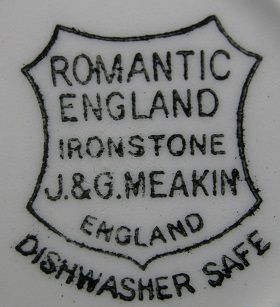 ROMANTIC
ENGLAND
IRONSTONE
J.&G.MEAKIN
ENGLAND
DISHWASHER SAFE